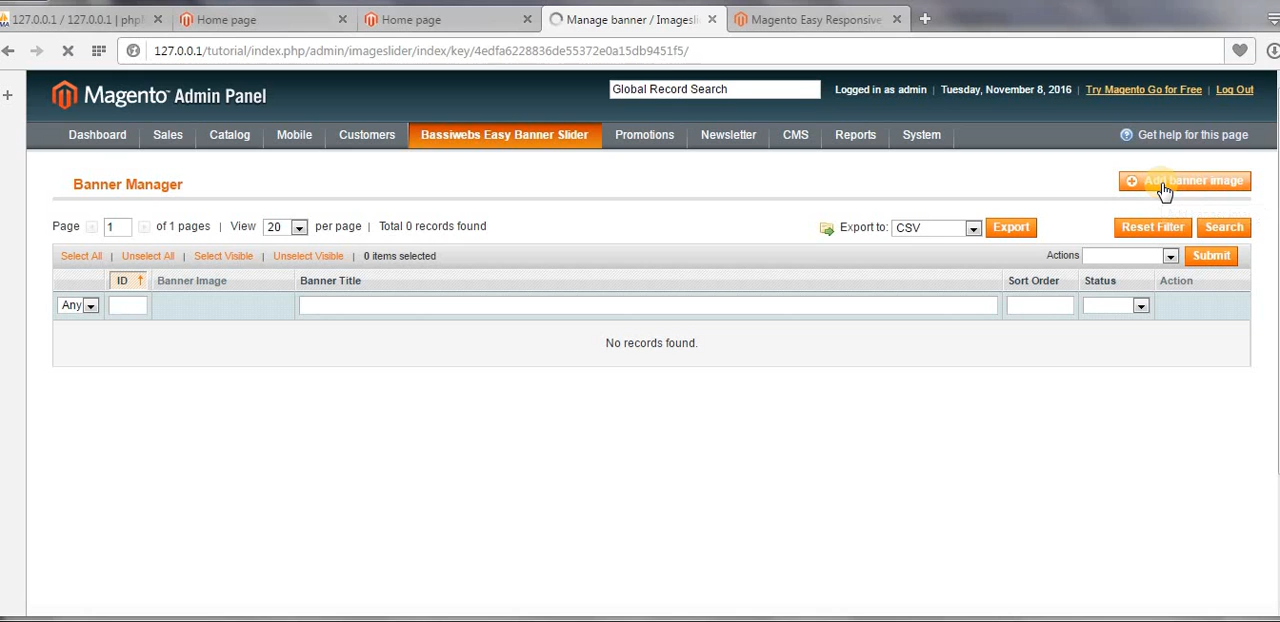 127.0.0.1 / 127.0.0.1 | ph
Home page
Home page
Manage banner / Imagesli
Magento Easy Responsive
127.0.0.1/tutorial/index.php/admin/imageslider/index/key/4edfa6228836de55372e0a15db9451f5/
Magento Admin Panel
Global Record Search
Logged in as admin | Tuesday, November 8, 2016 | Try Magento Go for Free | Log Out
Dashboard Sales Catalog Mobile Customers Bassiwebs Easy Banner Slider Promotions Newsletter CMS Reports System
Get help for this page
Banner Manager
Add banner image
Page 1 of 1 pages | View 20 per page | Total 0 records found
Export to: CSV Export Reset Filter Search
Select All | Unselect All | Select Visible | Unselect Visible | 0 items selected
Actions Submit
ID Banner Image Banner Title Sort Order Status Action
Any
No records found.